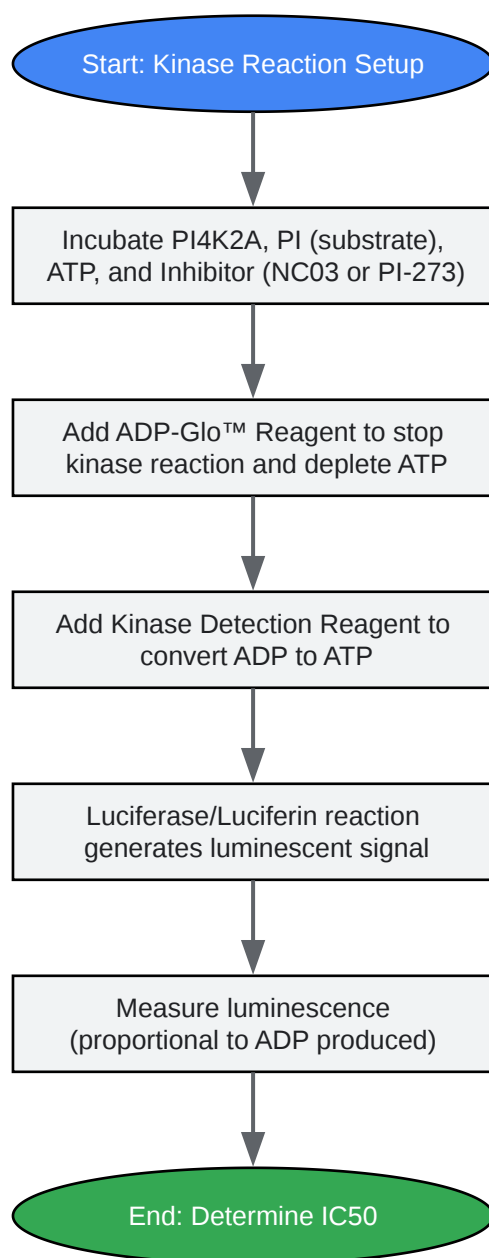 Start: Kinase Reaction Setup
Incubate PI4K2A, PI (substrate),
ATP, and Inhibitor (NC03 or PI-273)
Add ADP-Glo™ Reagent to stop
kinase reaction and deplete ATP
Add Kinase Detection Reagent to
convert ADP to ATP
Luciferase/Luciferin reaction
generates luminescent signal
Measure luminescence
(proportional to ADP produced)
End: Determine IC50